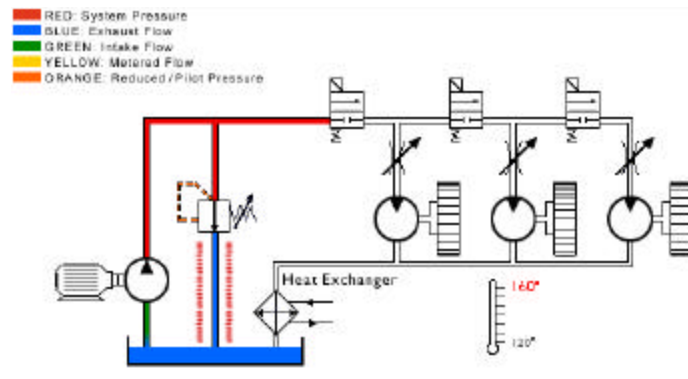 RED: System Pressure
BLUE: Exhaust Flow
GREEN: Intake Flow
YELLOW: Metered Flow
ORANGE: Reduced/Pilot Pressure
Heat Exchanger
160°
120°